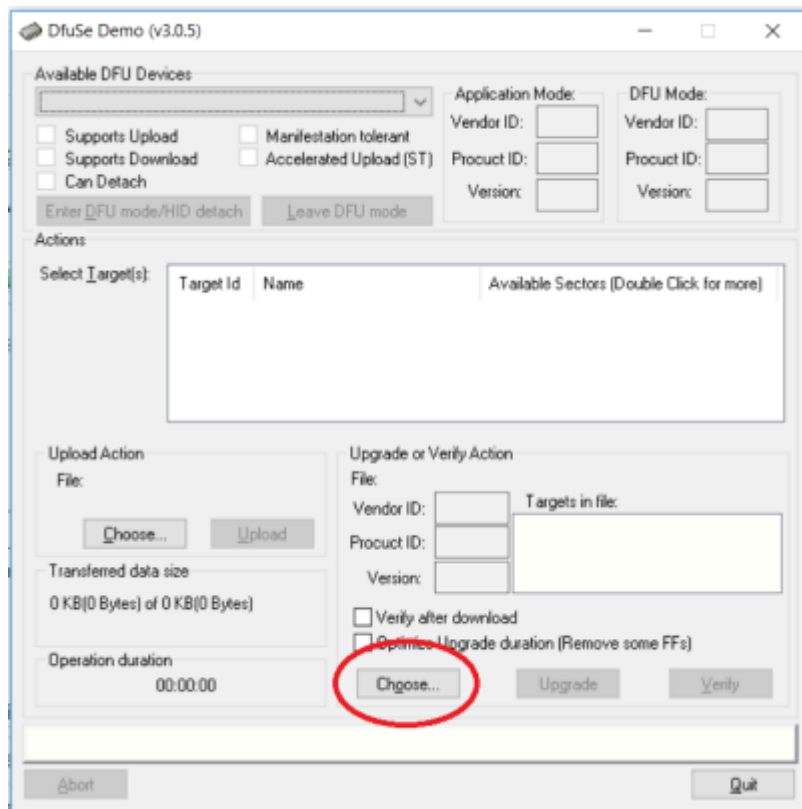 DfuSe Demo (v3.0.5)
Available DFU Devices
Supports Upload
Manifestation tolerant
Supports Download
Accelerated Upload (ST)
Can Detach
Enter DFU mode/HID detach
Leave DFU mode
Application Mode:
Vendor ID:
Procuct ID:
Version:
DFU Mode:
Vendor ID:
Procuct ID:
Version:
Actions
Select Target(s):
Target Id Name Available Sectors (Double Click for more)
Upload Action
File:
Choose... Upload
Transferred data size
0 KB(0 Bytes) of 0 KB(0 Bytes)
Operation duration
00:00:00
Upgrade or Verify Action
File:
Vendor ID:
Procuct ID:
Version:
Targets in file:
Verify after download
Optimize Upgrade duration (Remove some FFs)
Choose... Upgrade Verify
Abort Quit